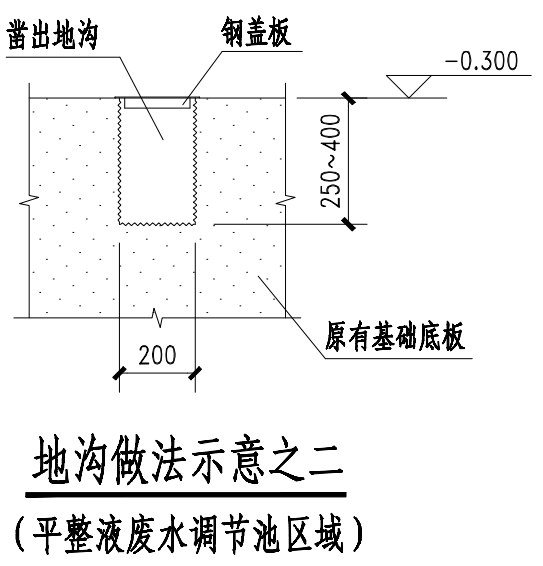 凿出地沟
钢盖板
-0.300
250~400
原有基础底板
200
地沟做法示意之二
(平整液废水调节池区域)